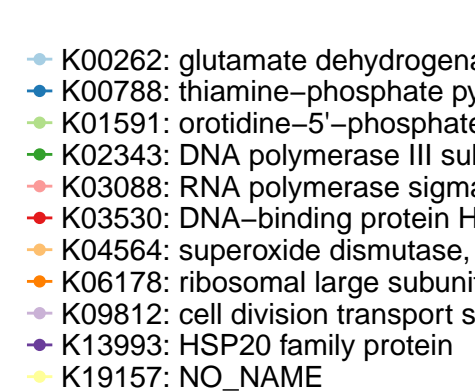 K00262: glutamate dehydrogena
K00788: thiamine−phosphate py
K01591: orotidine−5'−phosphate
K02343: DNA polymerase III su
K03088: RNA polymerase sigma
K03530: DNA−binding protein H
K04564: superoxide dismutase,
K06178: ribosomal large subuni
K09812: cell division transport s
K13993: HSP20 family protein
K19157: NO_NAME